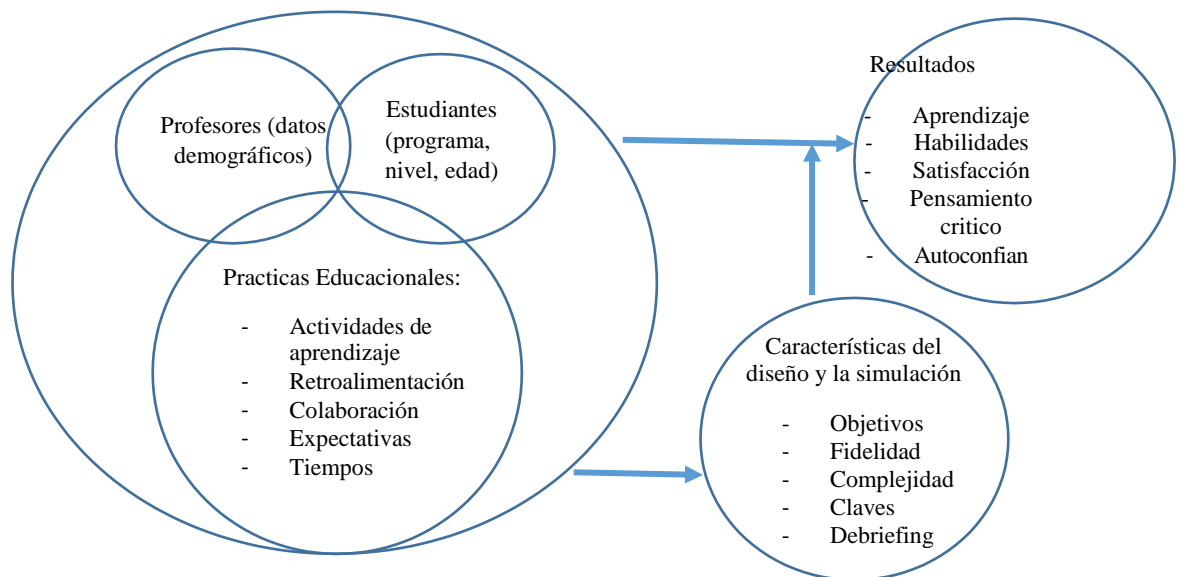 Profesores (datos
demográficos)
Estudiantes
(programa,
nivel, edad)
Practicas Educacionales:
- Actividades de
aprendizaje
- Retroalimentación
- Colaboración
- Expectativas
- Tiempos
Resultados
- Aprendizaje
- Habilidades
- Satisfacción
- Pensamiento
critico
- Autoconfian
Características del
diseño y la simulación
- Objetivos
- Fidelidad
- Complejidad
- Claves
- Debriefing